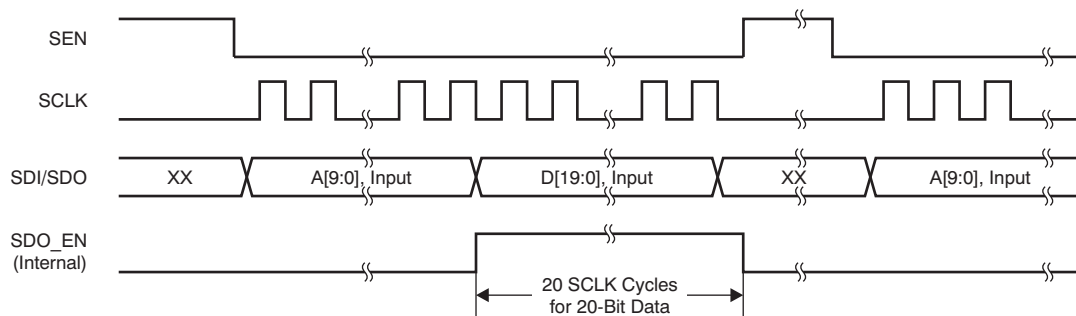 SEN
SCLK
SDI/SDO
XX
A[9:0], Input
D[19:0], Input
XX
A[9:0], Input
SDO_EN
(Internal)
20 SCLK Cycles
for 20-Bit Data